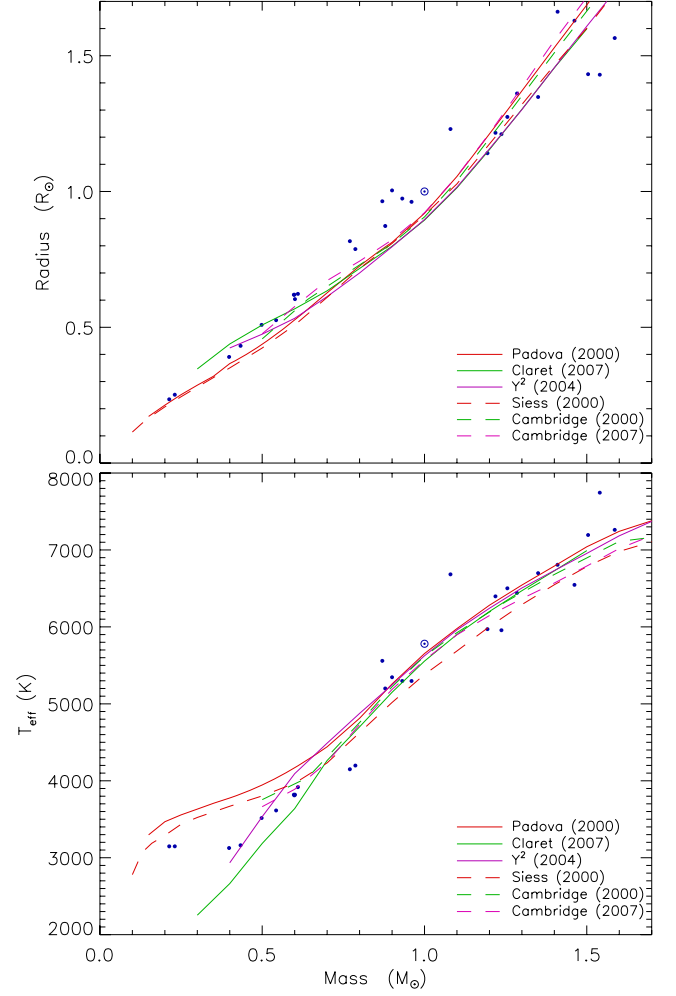 1.5
1.0
0.5
0.0
Radius (R⊙)
Padova (2000)
Claret (2007)
Y² (2004)
Siess (2000)
Cambridge (2000)
Cambridge (2007)
8000
7000
6000
5000
4000
3000
2000
T_eff (K)
Padova (2000)
Claret (2007)
Y² (2004)
Siess (2000)
Cambridge (2000)
Cambridge (2007)
0.0 0.5 1.0 1.5
Mass (M⊙)